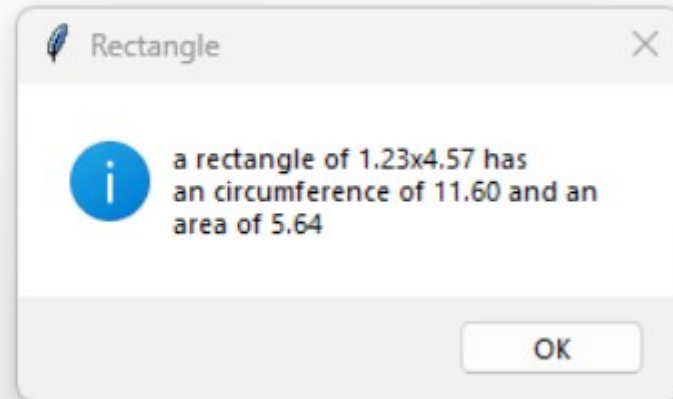 Rectangle
a rectangle of 1.23x4.57 has
an circumference of 11.60 and an
area of 5.64
OK